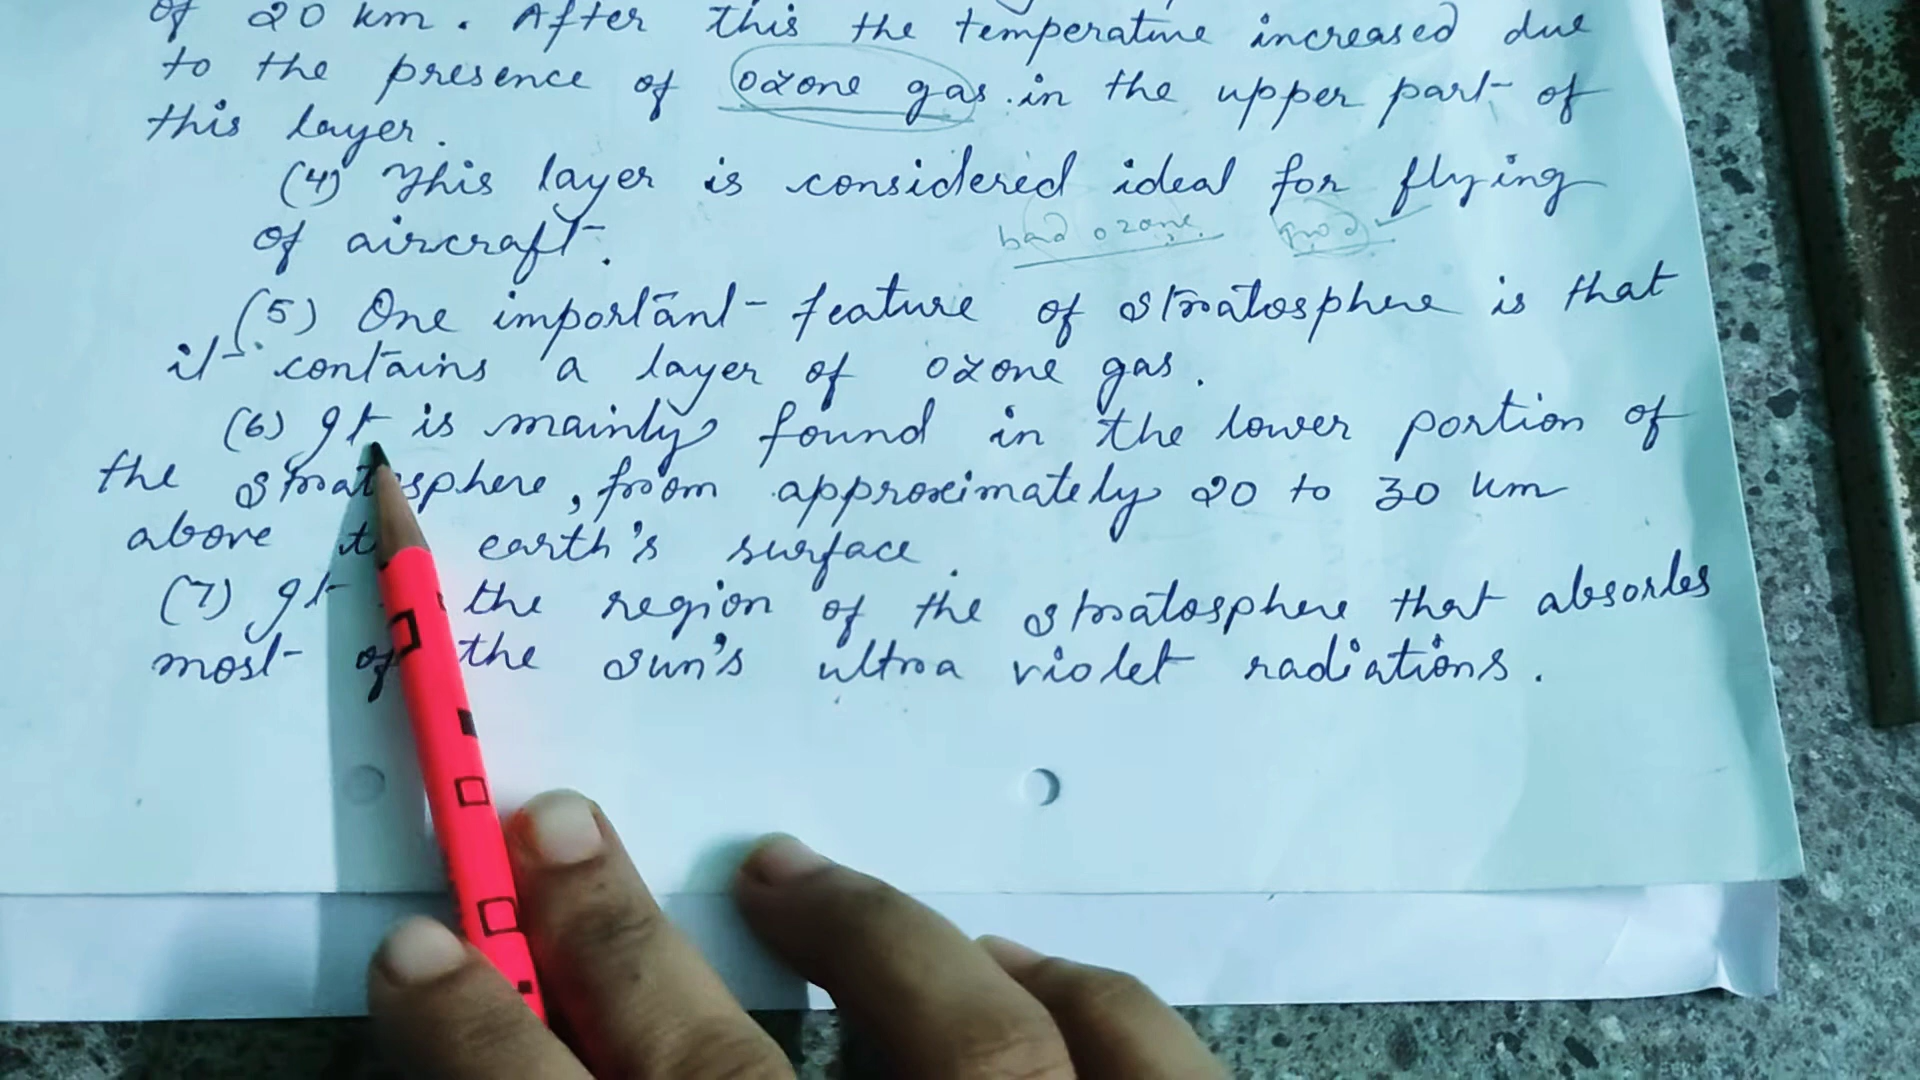 of 20 km. After this the temperature increased due
to the presence of ozone gas in the upper part of
this layer.
(4) This layer is considered ideal for flying
of aircraft.
bad ozone good
(5) One important feature of stratosphere is that
it contains a layer of ozone gas.
(6) It is mainly found in the lower portion of
the stratosphere, from approximately 20 to 30 km
above earth's surface.
(7) It the region of the stratosphere that absorbes
most of the sun's ultra violet radiations.